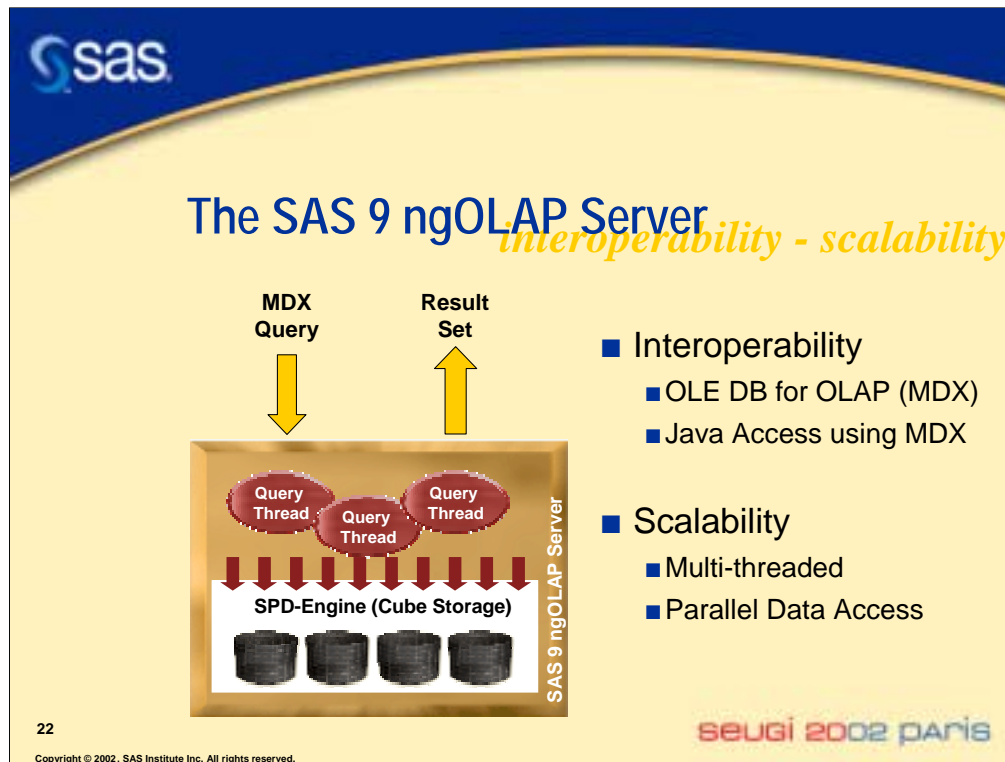 sas.
The SAS 9 ngOLAP Server
interoperability - scalability
MDX
Query
Result
Set
Query
Thread
Query
Thread
Query
Thread
SPD-Engine (Cube Storage)
SAS 9 ngOLAP Server
■ Interoperability
■ OLE DB for OLAP (MDX)
■ Java Access using MDX
■ Scalability
■ Multi-threaded
■ Parallel Data Access
22
Copyright © 2002, SAS Institute Inc. All rights reserved.
seugi 2002 paris